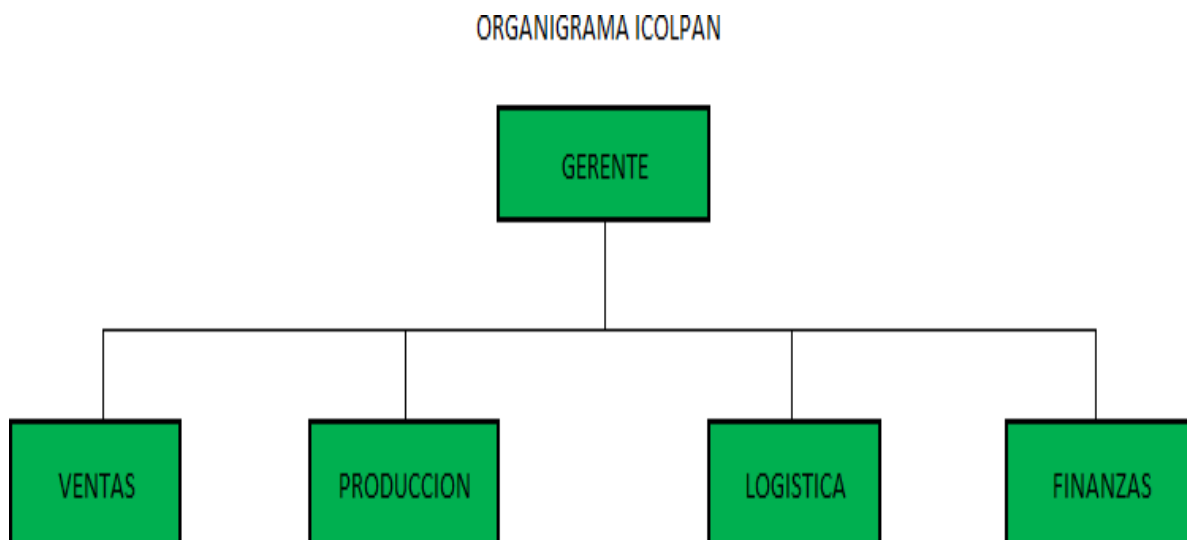 ORGANIGRAMA ICOLPAN
GERENTE
VENTAS
PRODUCCION
LOGISTICA
FINANZAS